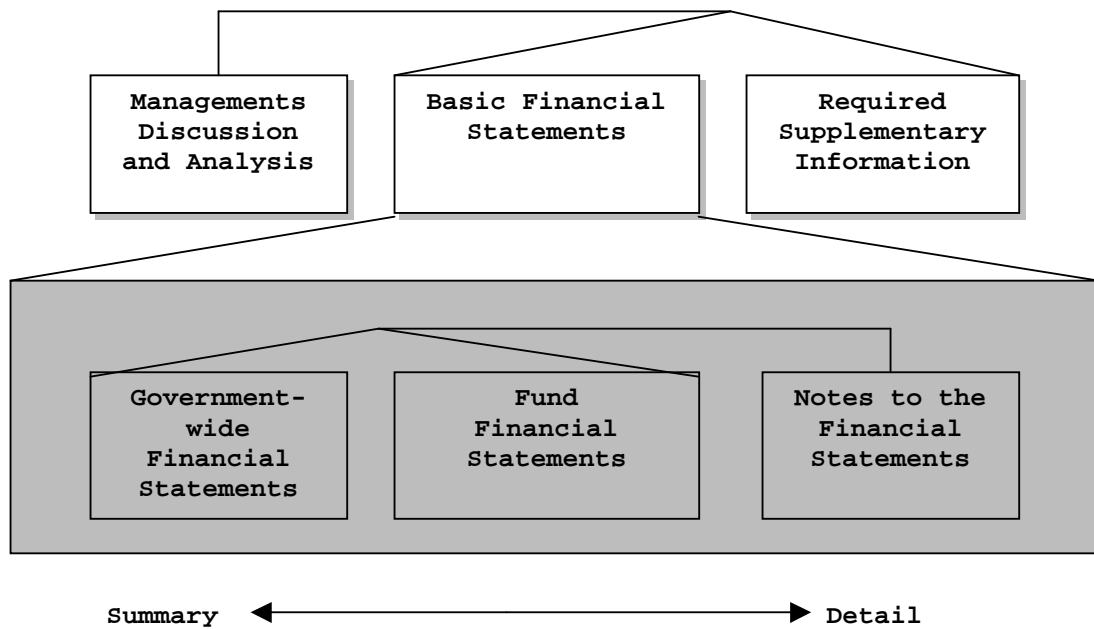 Managements
Discussion
and Analysis
Basic Financial
Statements
Required
Supplementary
Information
Government-
wide
Financial
Statements
Fund
Financial
Statements
Notes to the
Financial
Statements
Summary
Detail